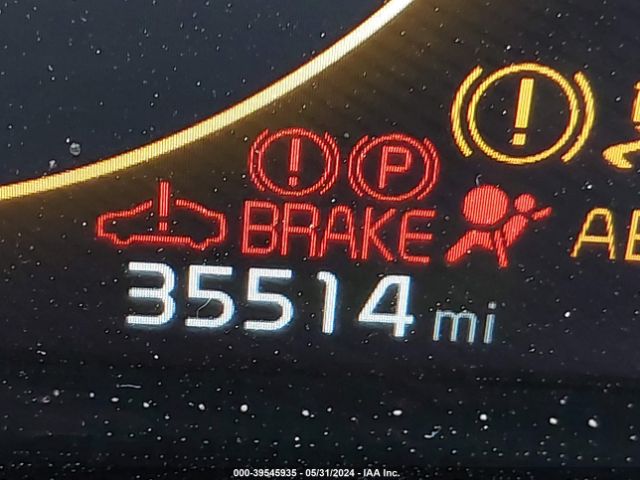 P
BRAKE
35514 mi
000-39545935 - 05/31/2024 - IAA Inc.